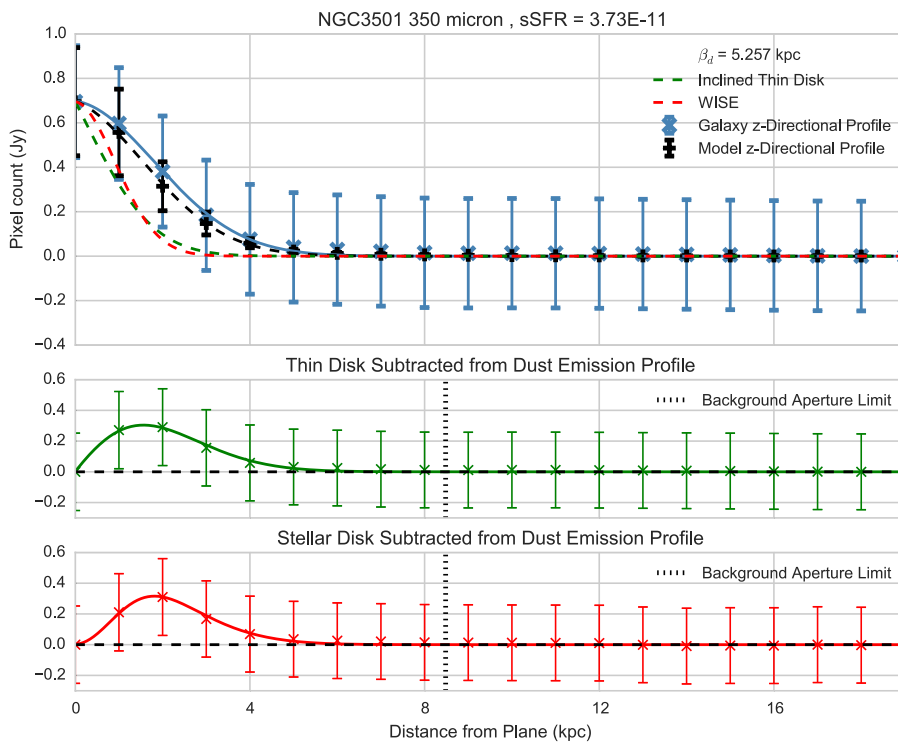 NGC3501 350 micron , sSFR = 3.73E-11
β_d = 5.257 kpc
Inclined Thin Disk
WISE
Galaxy z-Directional Profile
Model z-Directional Profile
Pixel count (Jy)
1.0
0.8
0.6
0.4
0.2
0.0
−0.2
−0.4
Thin Disk Subtracted from Dust Emission Profile
Background Aperture Limit
0.6
0.4
0.2
0.0
−0.2
Stellar Disk Subtracted from Dust Emission Profile
Background Aperture Limit
0.6
0.4
0.2
0.0
−0.2
0 4 8 12 16
Distance from Plane (kpc)